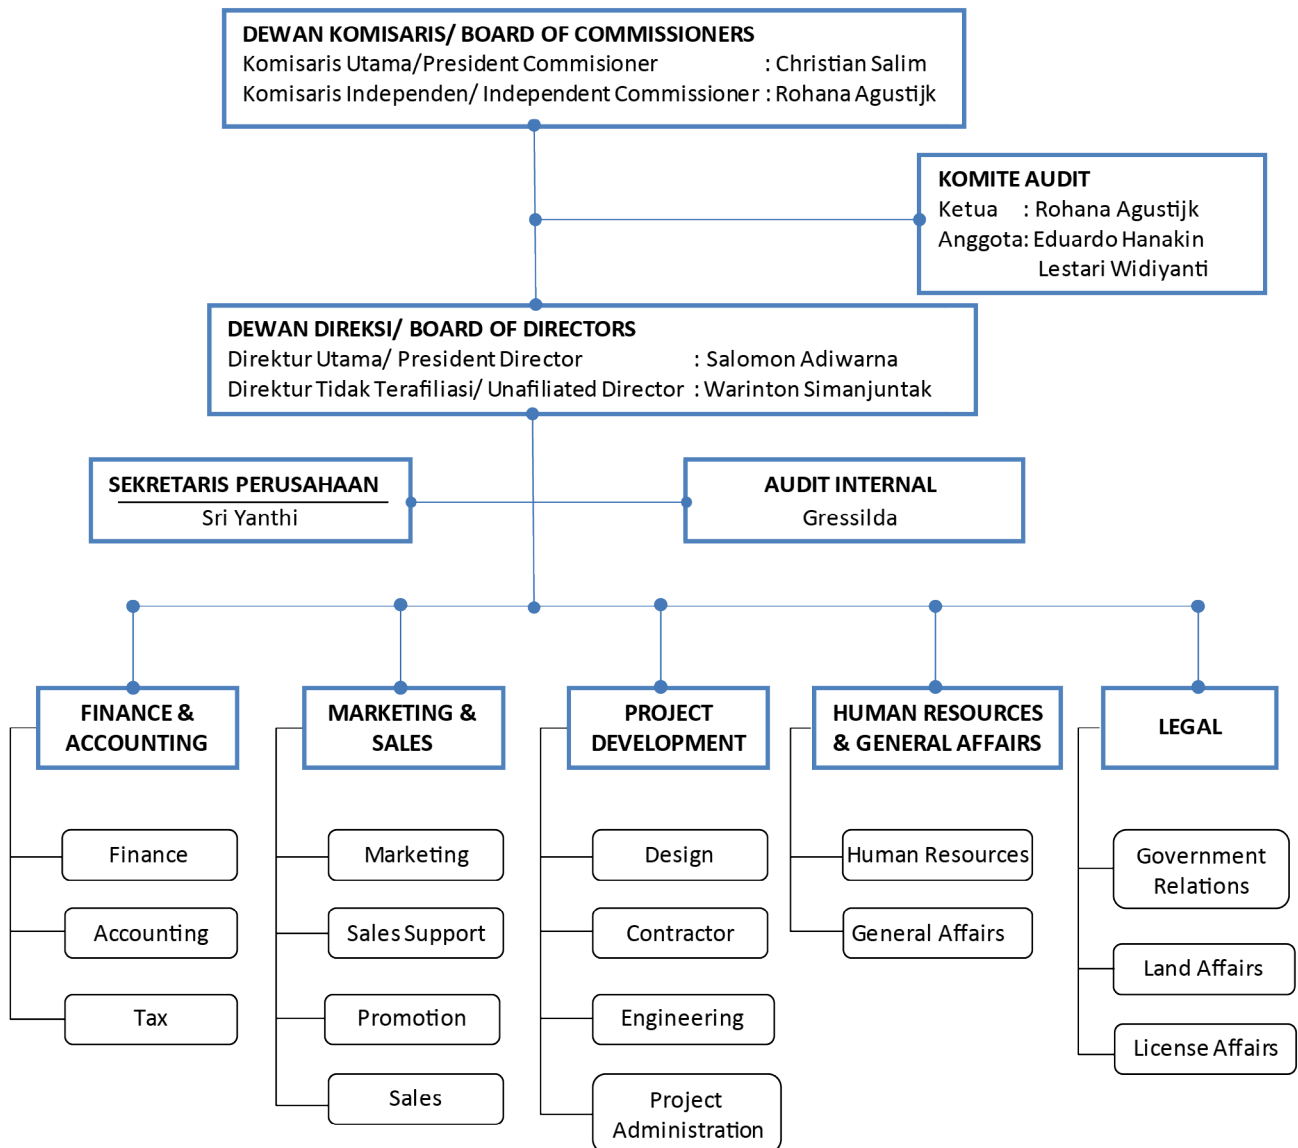 DEWAN KOMISARIS/ BOARD OF COMMISSIONERS
Komisaris Utama/President Commisioner : Christian Salim
Komisaris Independen/ Independent Commissioner : Rohana Agustijk
KOMITE AUDIT
Ketua : Rohana Agustijk
Anggota: Eduardo Hanakin
Lestari Widiyanti
DEWAN DIREKSI/ BOARD OF DIRECTORS
Direktur Utama/ President Director : Salomon Adiwarna
Direktur Tidak Terafiliasi/ Unafiliated Director : Warinton Simanjuntak
SEKRETARIS PERUSAHAAN
Sri Yanthi
AUDIT INTERNAL
Gressilda
FINANCE &
ACCOUNTING
Finance
Accounting
Tax
MARKETING &
SALES
Marketing
Sales Support
Promotion
Sales
PROJECT
DEVELOPMENT
Design
Contractor
Engineering
Project
Administration
HUMAN RESOURCES
& GENERAL AFFAIRS
Human Resources
General Affairs
LEGAL
Government
Relations
Land Affairs
License Affairs